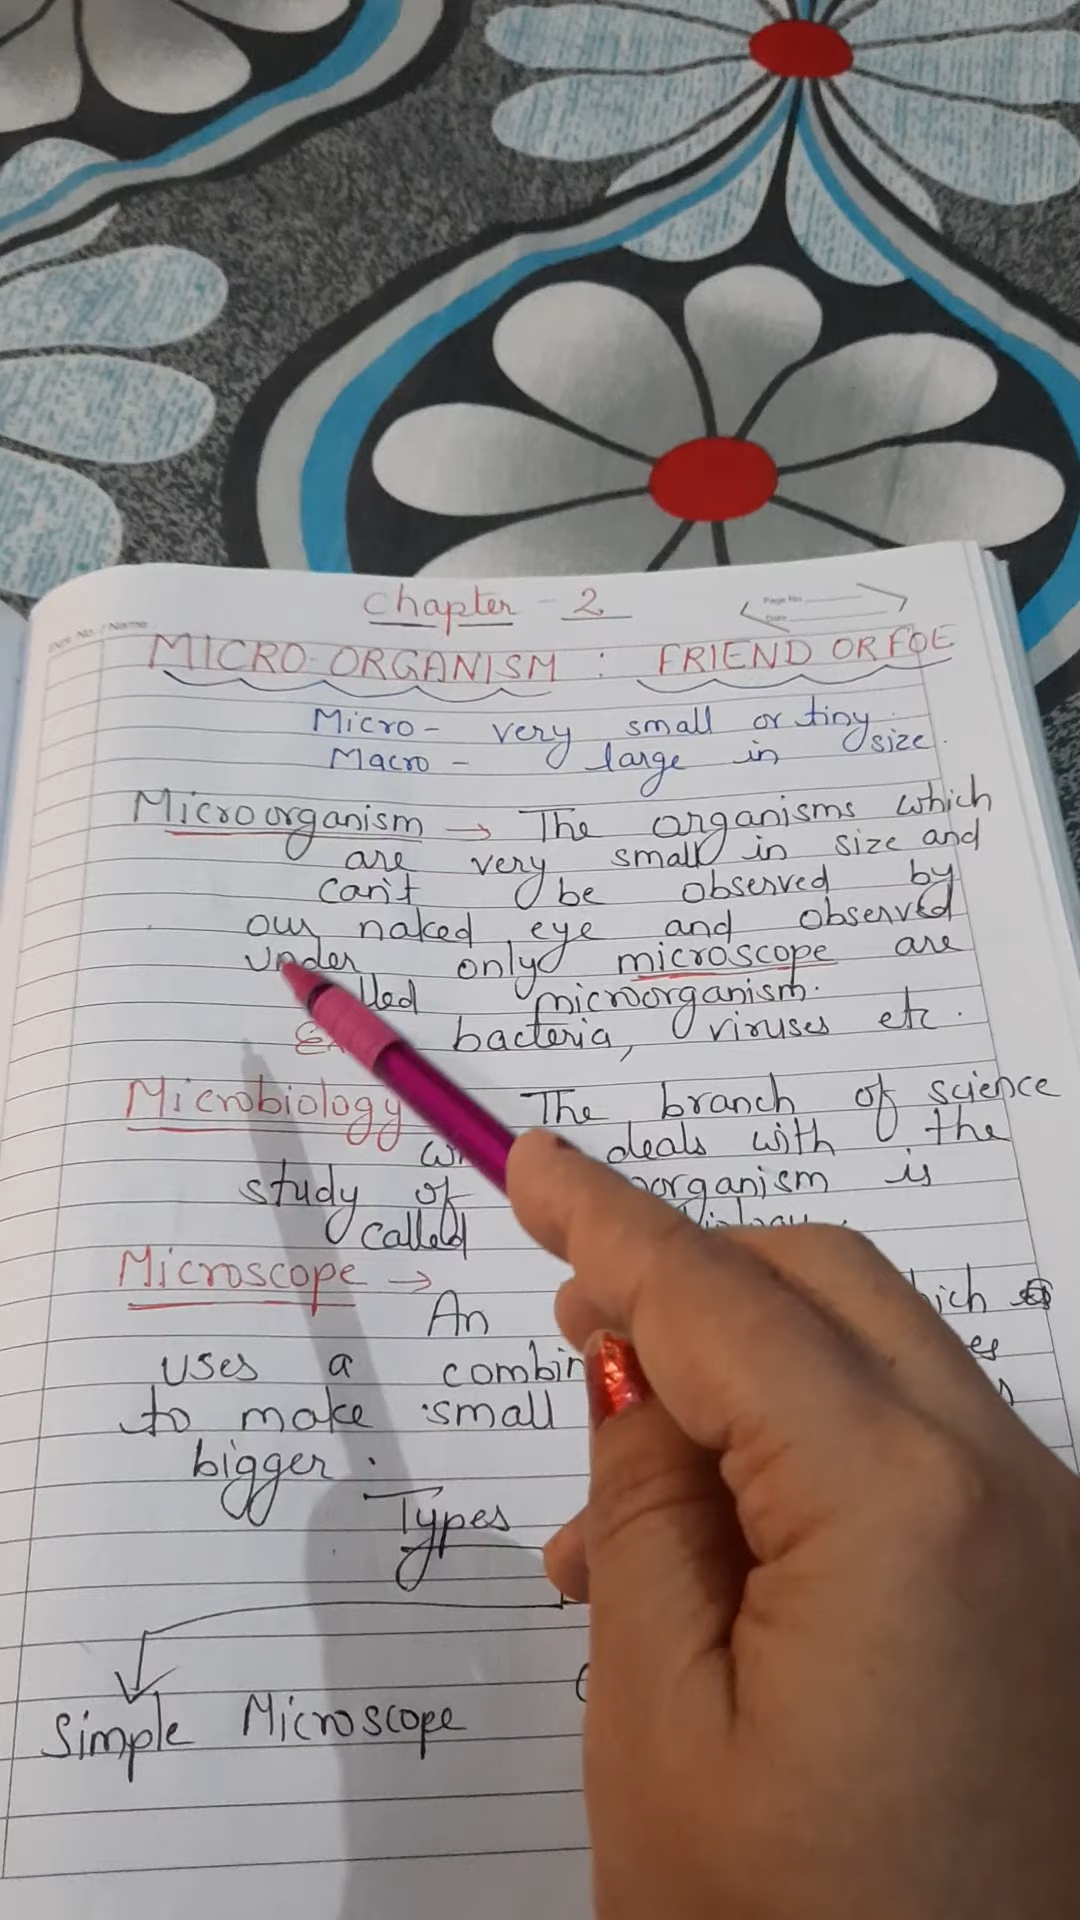 Chapter - 2
Page No
Date
MICRO ORGANISM : FRIEND OR FOE
Micro - very small or tiny
Macro - large in size.
Microorganism → The organisms which
are very small in size and
can't be observed by
our naked eye and observed
under only microscope are
microorganism.
bacteria, viruses etc.
Microbiology The branch of science
deals with the
study of is
called
Microscope →
An
uses a
to make small
bigger.
Types
Simple Microscope